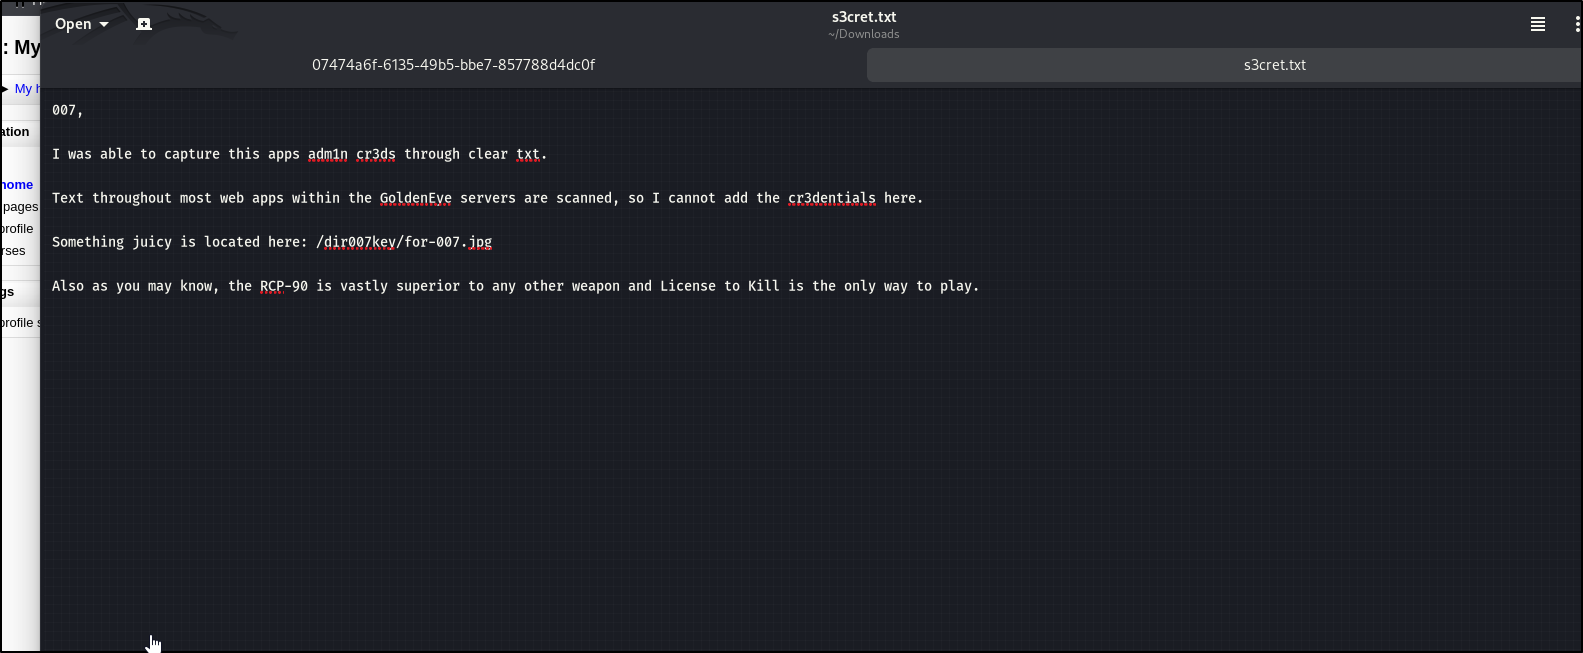 Open
s3cret.txt
~/Downloads
07474a6f-6135-49b5-bbe7-857788d4dc0f
s3cret.txt
: My
My h
ation
home
pages
profile
rses
gs
profile s
007,
I was able to capture this apps adm1n cr3ds through clear txt.
Text throughout most web apps within the GoldenEye servers are scanned, so I cannot add the cr3dentials here.
Something juicy is located here: /dir007key/for-007.jpg
Also as you may know, the RCP-90 is vastly superior to any other weapon and License to Kill is the only way to play.